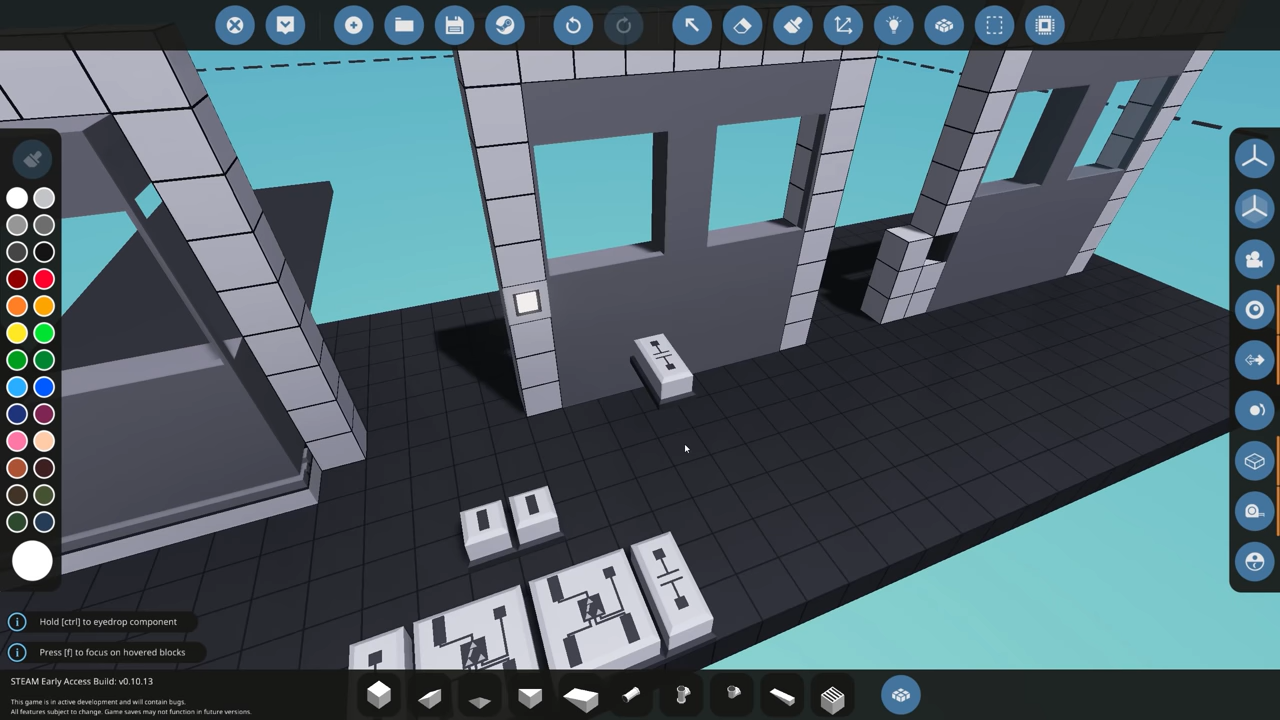 Hold [ctrl] to eyedrop component
Press [f] to focus on hovered blocks
STEAM Early Access Build: v0.10.13
This game is in active development and will contain bugs.
All features subject to change. Game saves may not function in future versions.